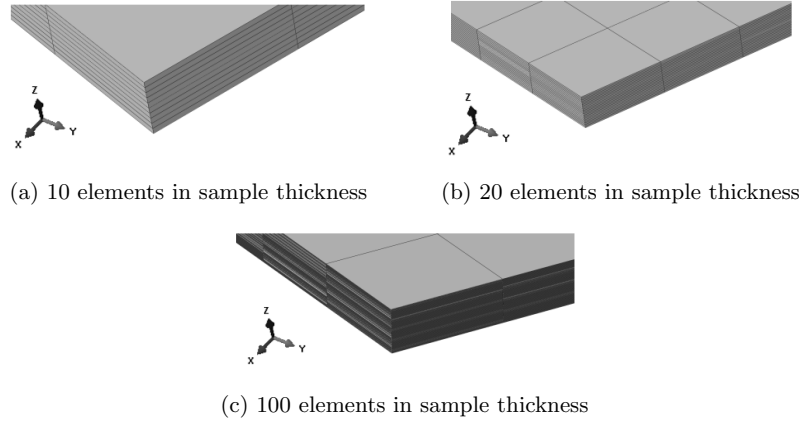 Z
X
Y
(a) 10 elements in sample thickness
Z
X
Y
(b) 20 elements in sample thickness
Z
X
Y
(c) 100 elements in sample thickness